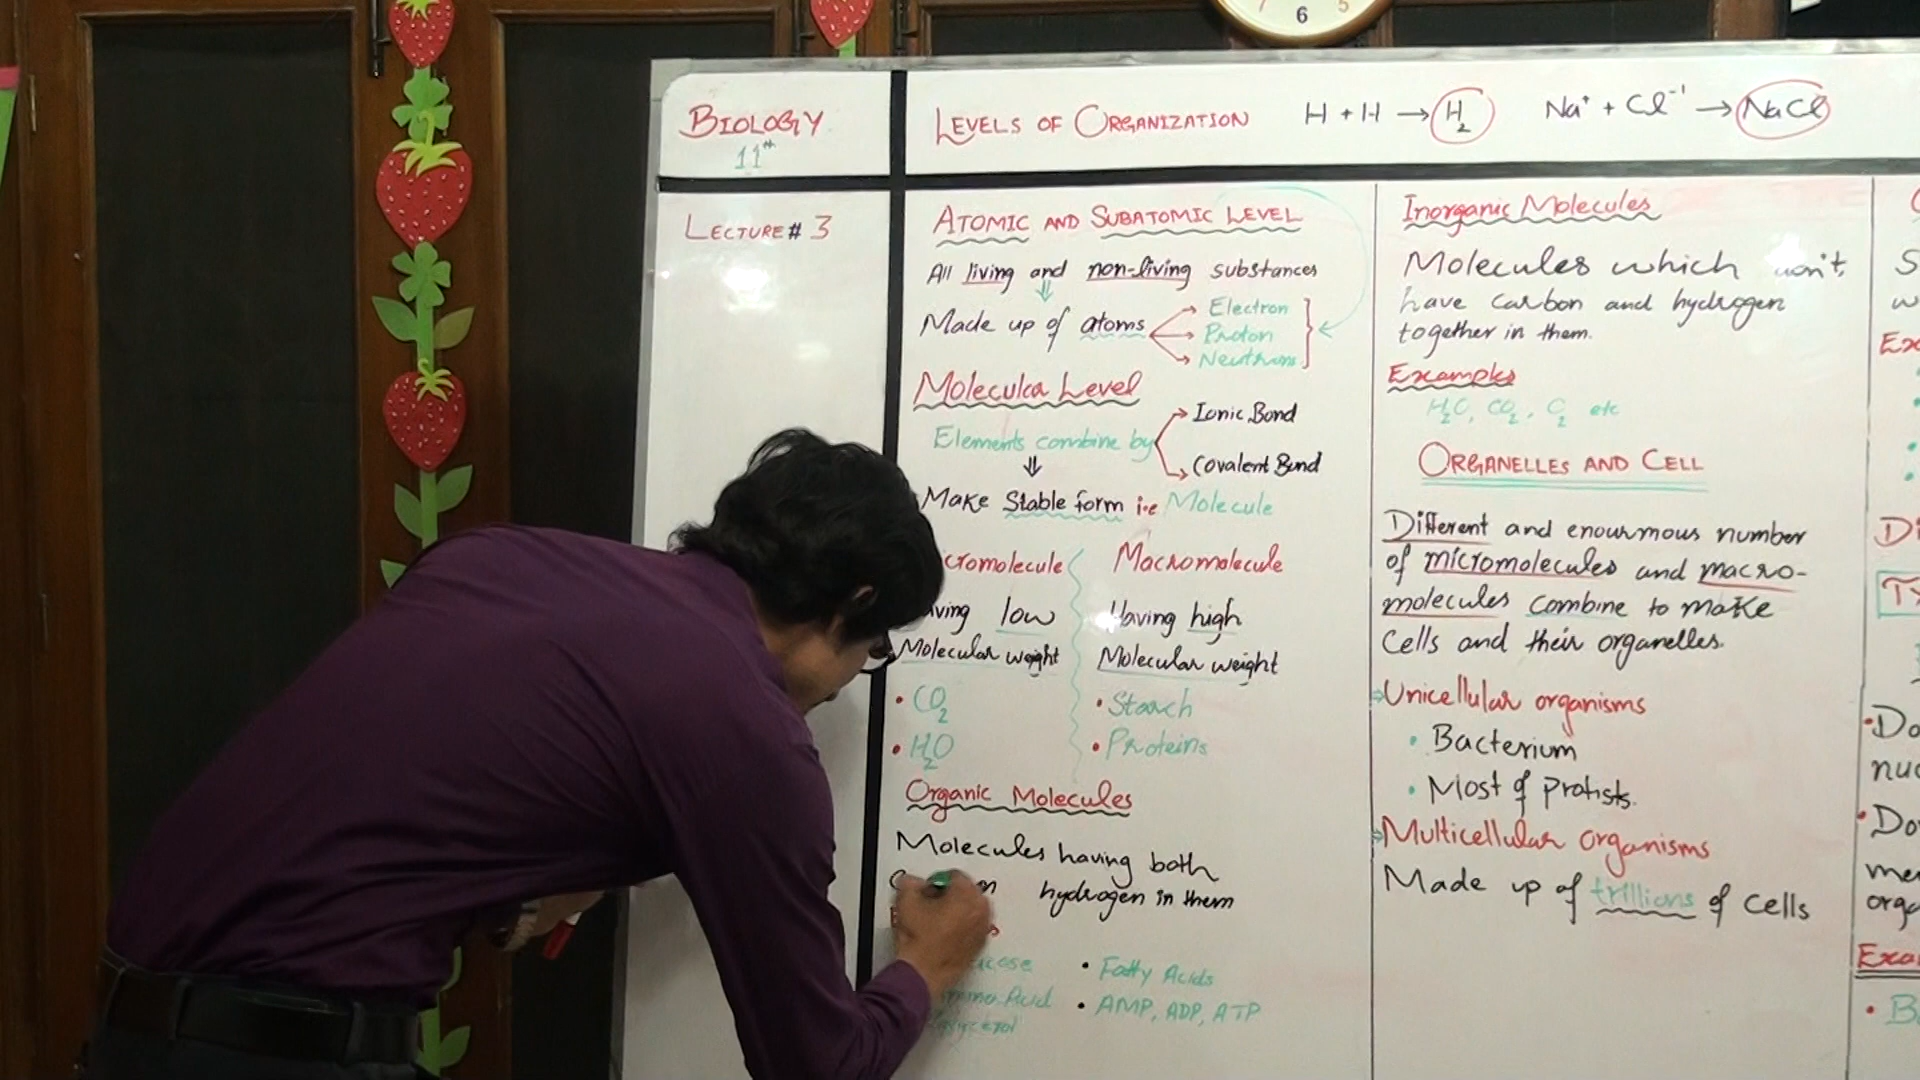 BIOLOGY
11th
LEVELS OF ORGANIZATION
H + H → H2
Na+ + Cl-1 → NaCl
LECTURE # 3
ATOMIC AND SUBATOMIC LEVEL
All living and non-living substances
Made up of atoms
Electron
Proton
Neutrons
Molecula Level
Elements combine by
Ionic Bond
Covalent Bond
Make Stable form i.e Molecule
cromolecule
low
Molecular weight
• CO2
• H2O
Macromolecule
Having high
Molecular weight
• Starch
• Proteins
Organic Molecules
Molecules having both
hydrogen in them
• Fatty Acids
• AMP, ADP, ATP
Inorganic Molecules
Molecules which won't
have carbon and hydrogen
together in them.
Examples
H2O, CO2, O2 etc
ORGANELLES AND CELL
Different and enourmous number
of micromolecules and macro-
molecules combine to make
Cells and their organelles.
Unicellular organisms
• Bacterium
• Most of protists.
Multicellular organisms
Made up of trillions of cells
6
5